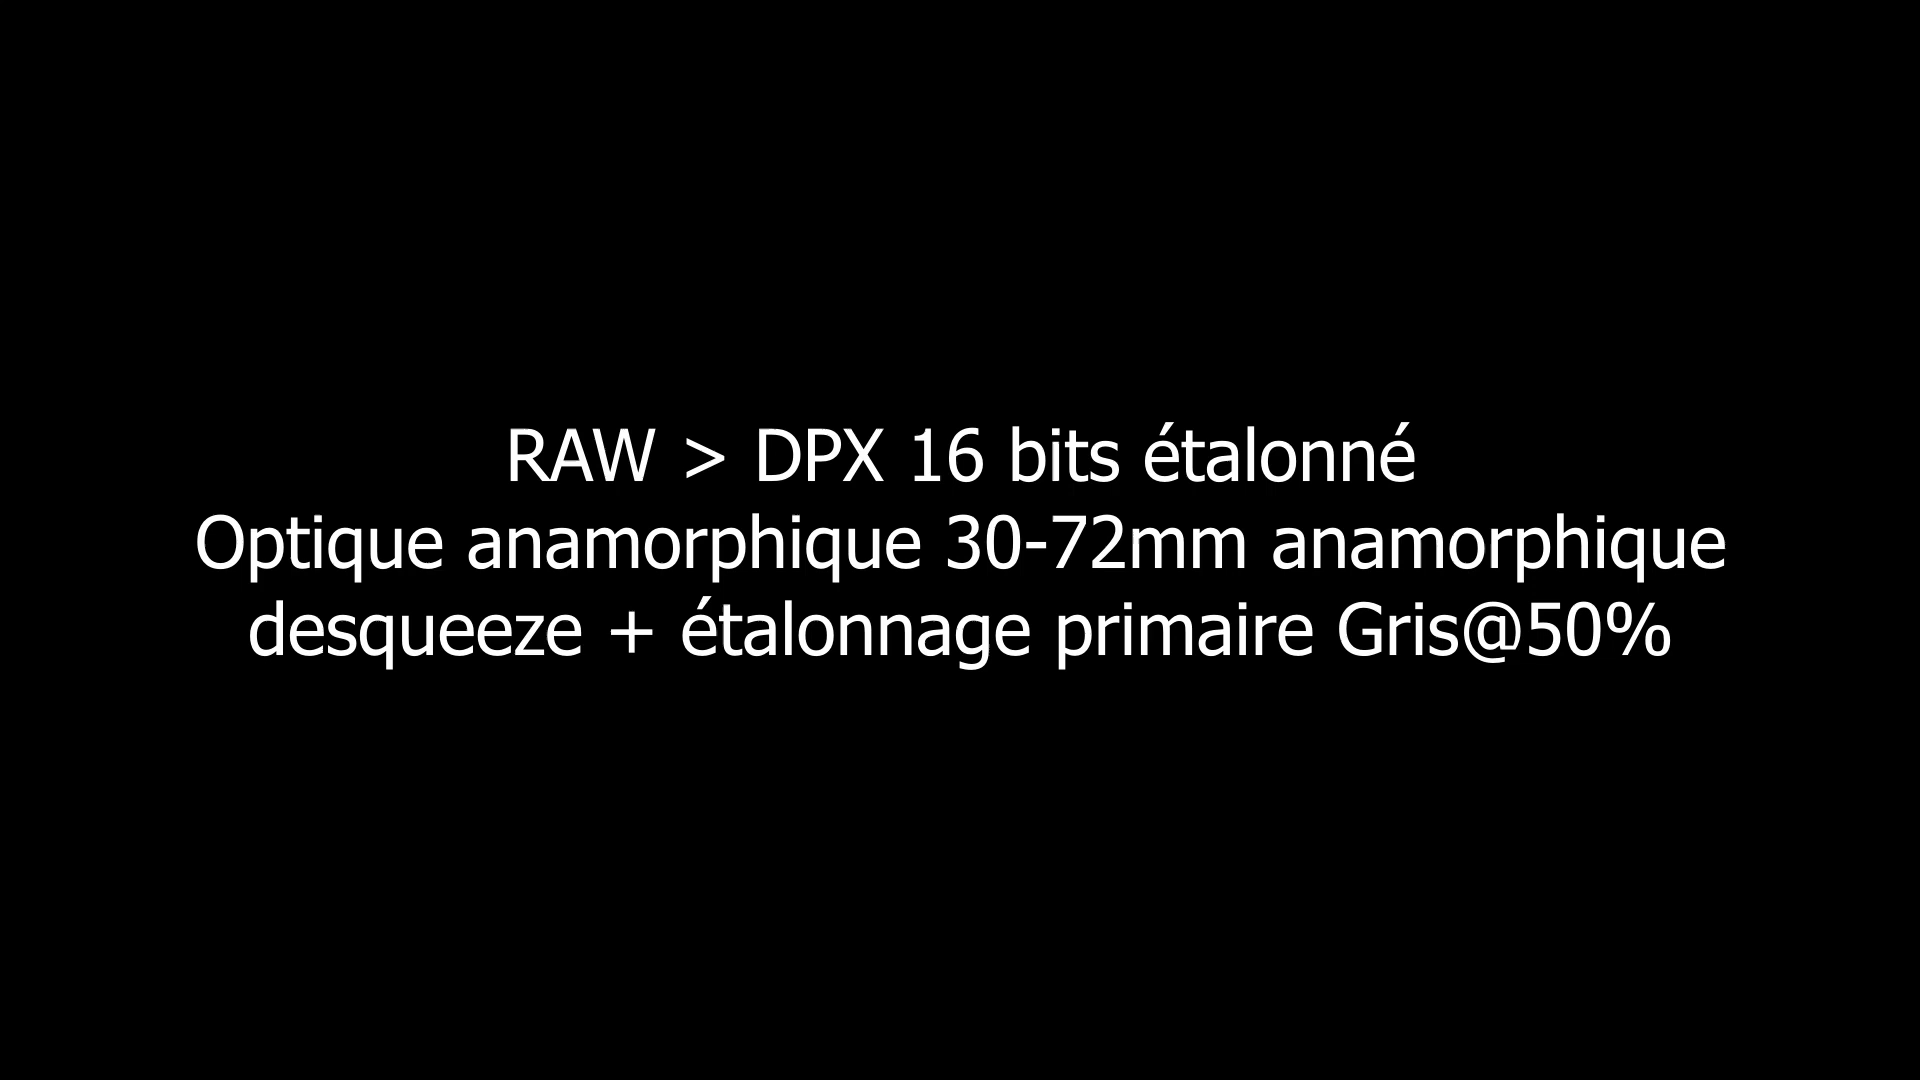 RAW > DPX 16 bits étalonné
Optique anamorphique 30-72mm anamorphique
desqueeze + étalonnage primaire Gris@50%